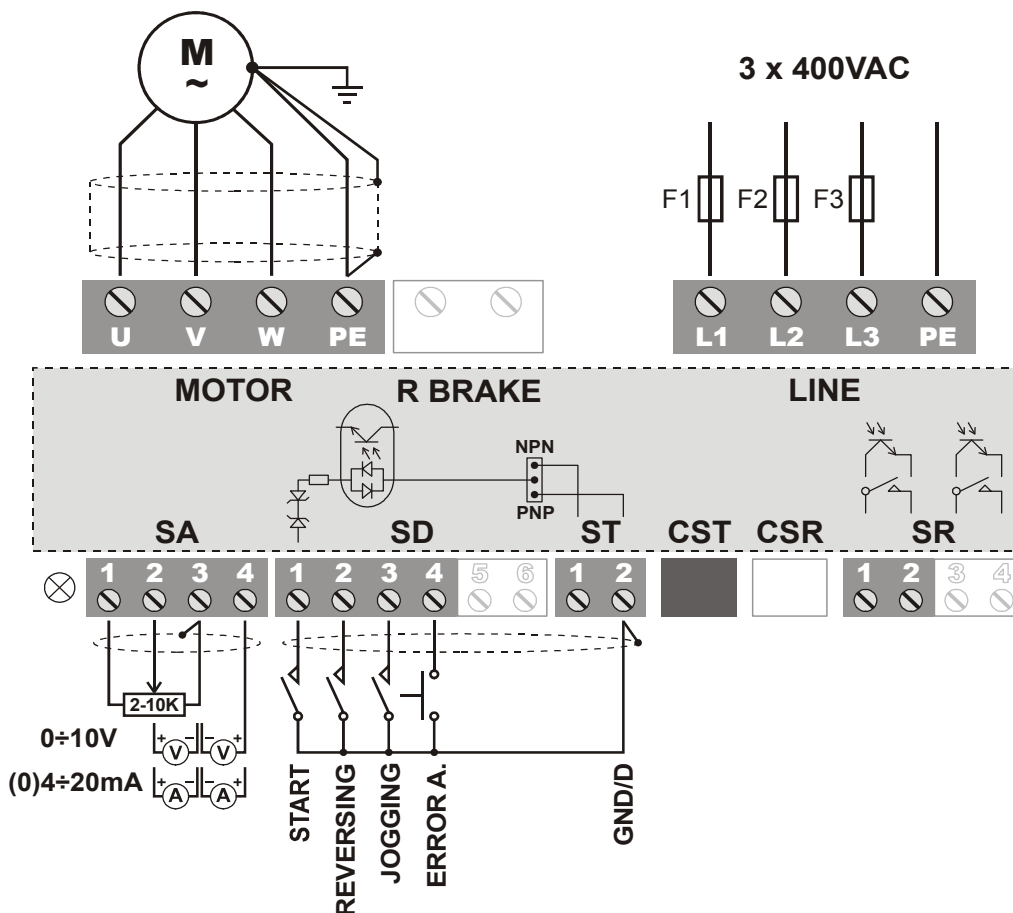 M
~
3 x 400VAC
F1 F2 F3
U V W PE
L1 L2 L3 PE
MOTOR R BRAKE LINE
NPN
PNP
SA SD ST CST CSR SR
1 2 3 4 1 2 3 4 5 6 1 2 1 2 3 4
2-10K
0÷10V
+ - - +
V V
(0)4÷20mA
+ - - +
A A
START
REVERSING
JOGGING
ERROR A.
GND/D